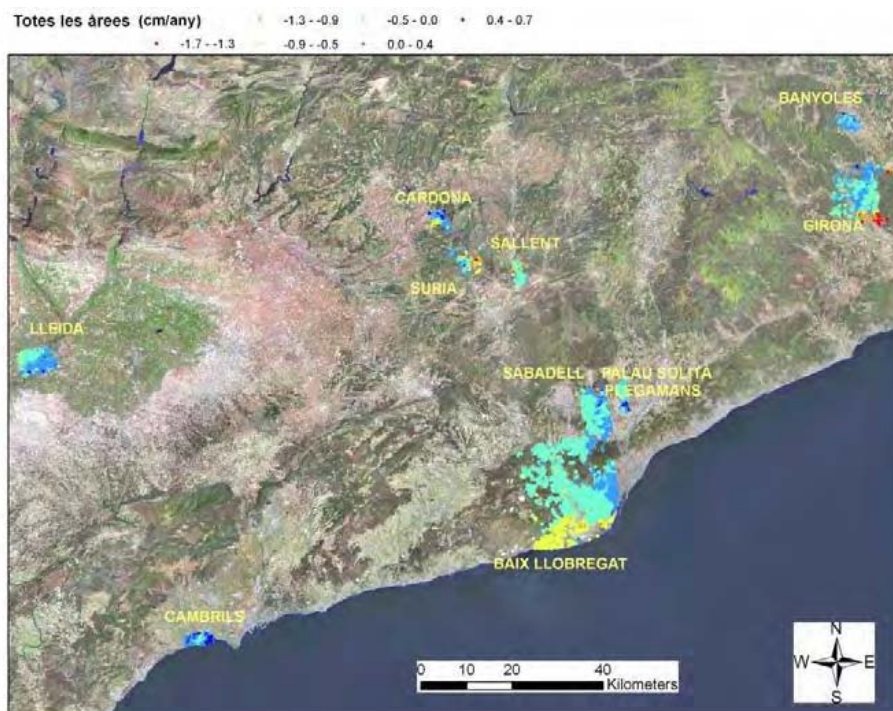 Totes les árees (cm/any)
-1.3 - -0.9
-0.5 - 0.0
0.4 - 0.7
-1.7 - -1.3
-0.9 - -0.5
0.0 - 0.4
BANYOLES
CARDONA
SALLENT
GIRONA
SURIA
LLEIDA
SABADELL
PALAU SOLITA
PLEGAMANS
BAIX LLOBREGAT
CAMBRILS
0 10 20 40
Kilometers
N
W E
S